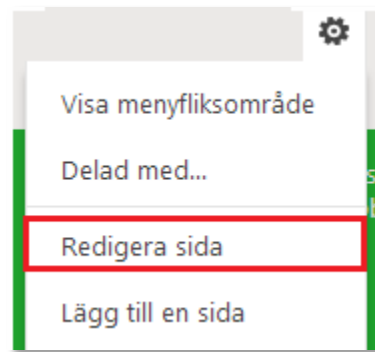 Visa menyfliksområde
Delad med...
Redigera sida
Lägg till en sida